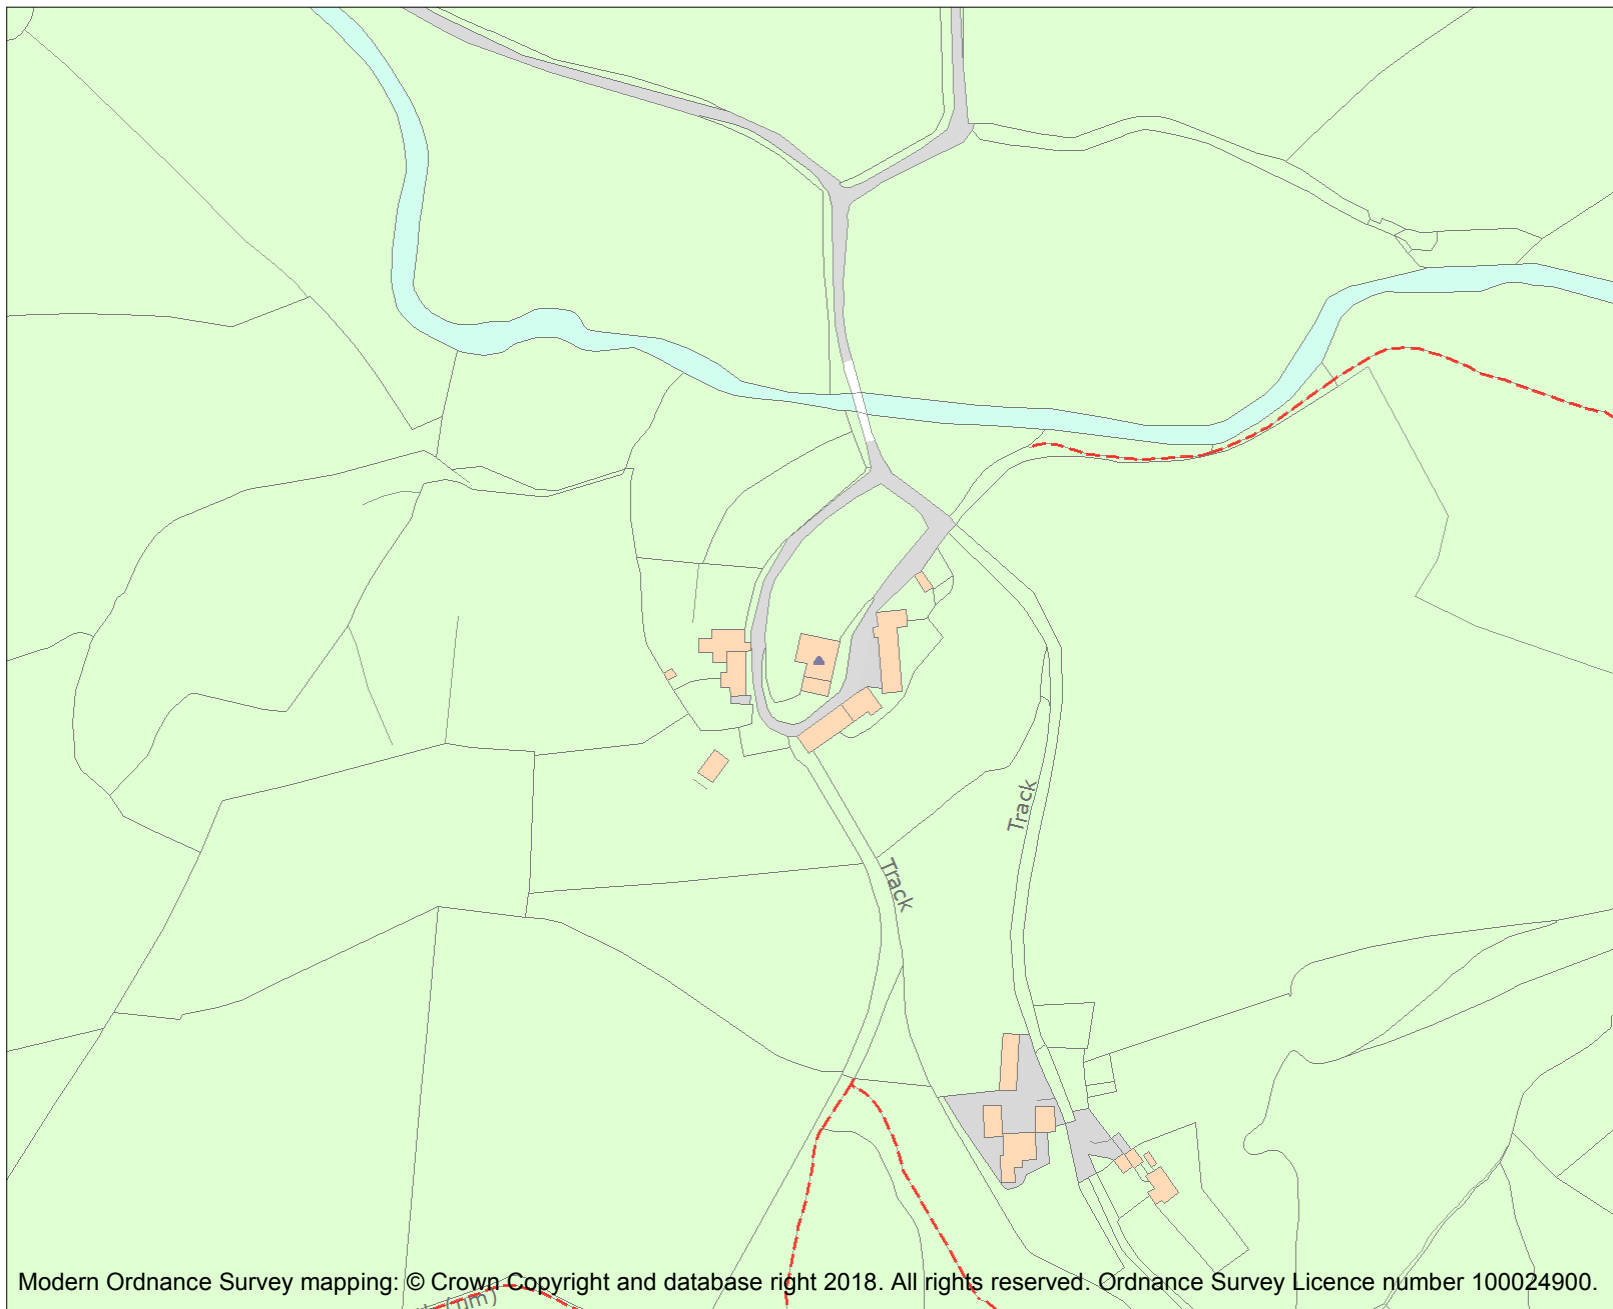 Track
Track
Modern Ordnance Survey mapping: © Crown Copyright and database right 2018. All rights reserved. Ordnance Survey Licence number 100024900.
(um)